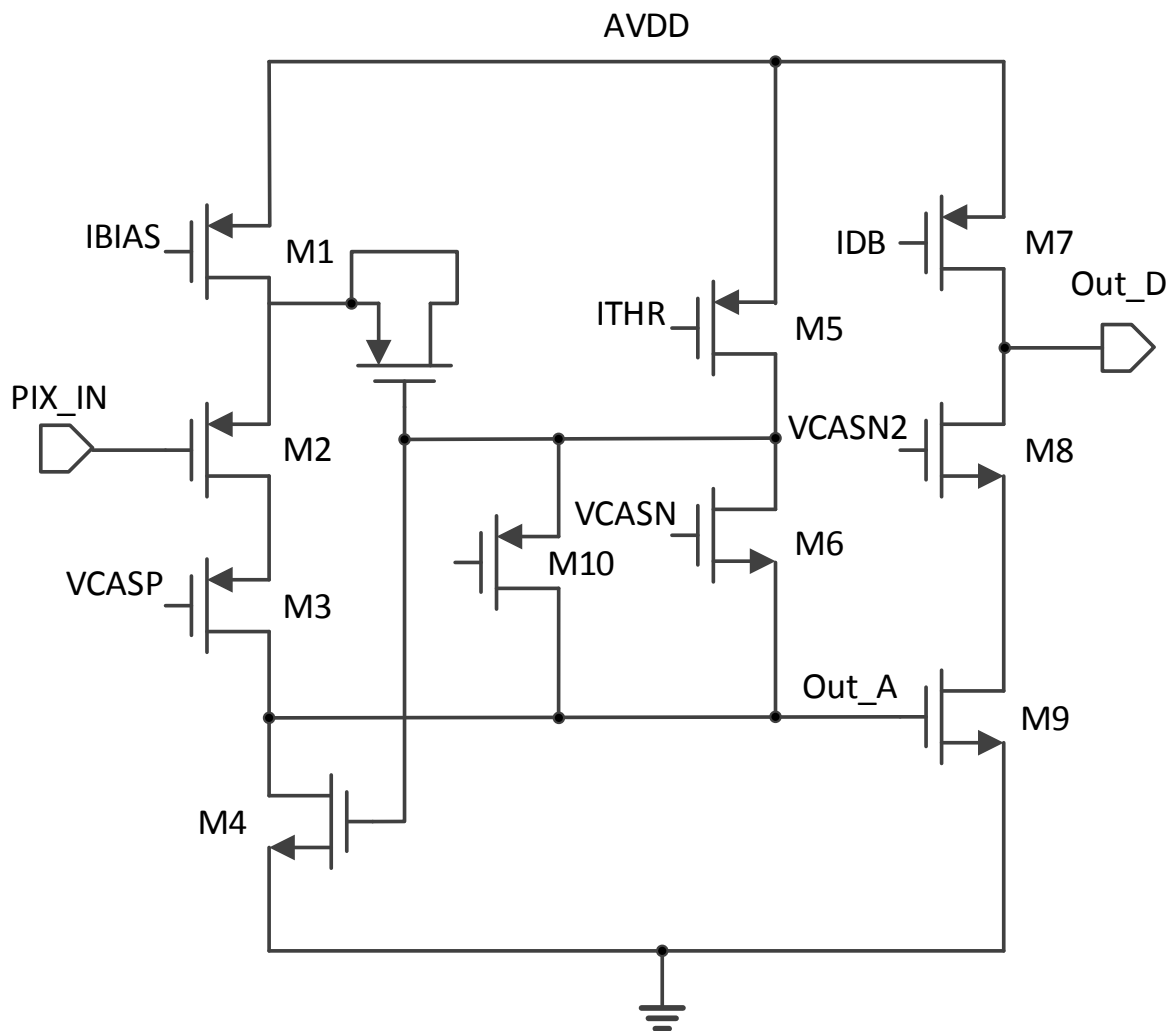 AVDD
IBIAS
M1
IDB
M7
Out_D
ITHR
M5
PIX_IN
M2
VCASN2
M8
VCASN
M6
M10
VCASP
M3
Out_A
M9
M4